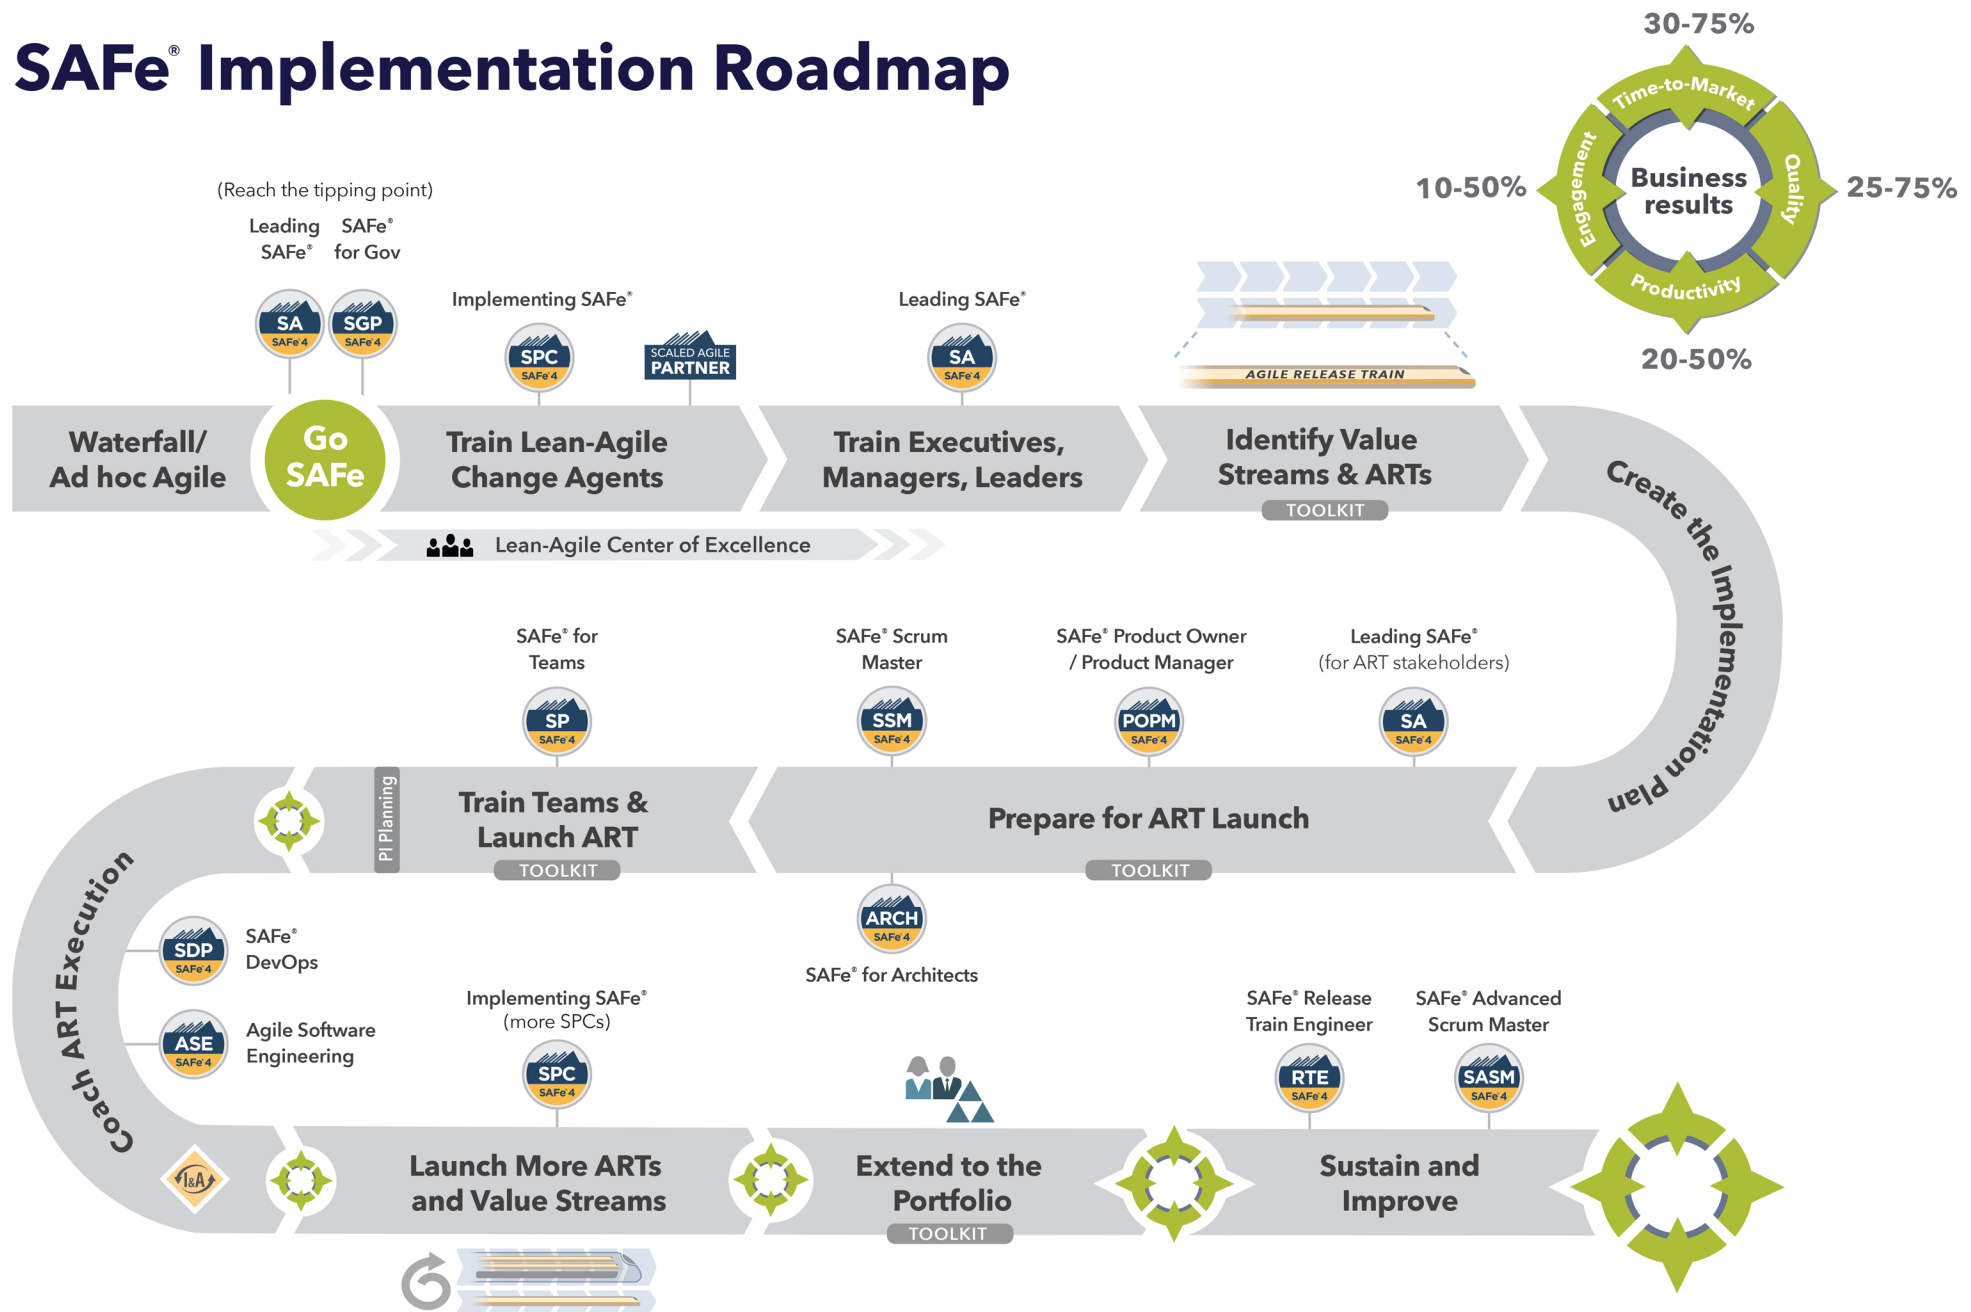 SAFe® Implementation Roadmap
30-75%
Time-to-Market
10-50%
Engagement
Business
results
Quality
25-75%
Productivity
20-50%
(Reach the tipping point)
Leading
SAFe®
SAFe®
for Gov
SA
SAFe® 4
SGP
SAFe® 4
Implementing SAFe®
SPC
SAFe® 4
SCALED AGILE
PARTNER
Leading SAFe®
SA
SAFe® 4
AGILE RELEASE TRAIN
Waterfall/
Ad hoc Agile
Go
SAFe
Train Lean-Agile
Change Agents
Train Executives,
Managers, Leaders
Identify Value
Streams & ARTs
TOOLKIT
Create the Implementation Plan
Lean-Agile Center of Excellence
SAFe® for
Teams
SP
SAFe® 4
SAFe® Scrum
Master
SSM
SAFe® 4
SAFe® Product Owner
/ Product Manager
POPM
SAFe® 4
Leading SAFe®
(for ART stakeholders)
SA
SAFe® 4
PI Planning
Train Teams &
Launch ART
TOOLKIT
Prepare for ART Launch
TOOLKIT
ARCH
SAFe® 4
SAFe® for Architects
Coach ART Execution
SDP
SAFe® 4
SAFe®
DevOps
ASE
SAFe® 4
Agile Software
Engineering
I&A
Implementing SAFe®
(more SPCs)
SPC
SAFe® 4
SAFe® Release
Train Engineer
RTE
SAFe® 4
SAFe® Advanced
Scrum Master
SASM
SAFe® 4
Launch More ARTs
and Value Streams
Extend to the
Portfolio
TOOLKIT
Sustain and
Improve